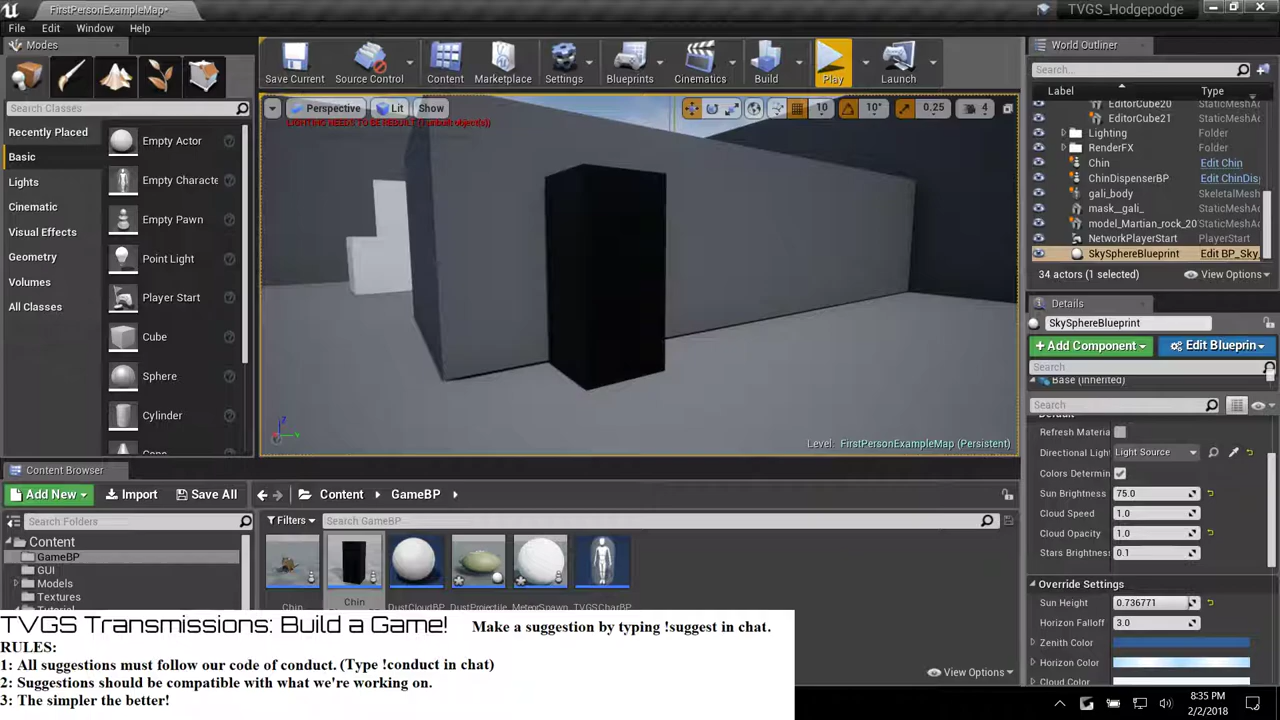 FirstPersonExampleMap*
TVGS_Hodgepodge
File Edit Window Help
Modes
Search Classes
Recently Placed
Basic
Lights
Cinematic
Visual Effects
Geometry
Volumes
All Classes
Empty Actor
Empty Characte
Empty Pawn
Point Light
Player Start
Cube
Sphere
Cylinder
Save Current
Source Control
Content
Marketplace
Settings
Blueprints
Cinematics
Build
Play
Launch
Perspective
Lit
Show
10
10°
0.25
4
LIGHTING NEEDS TO BE REBUILT
Level: FirstPersonExampleMap (Persistent)
World Outliner
Search...
Label Type
EditorCube20 StaticMeshAc
EditorCube21 StaticMeshAc
Lighting Folder
RenderFX Folder
Chin Edit Chin
ChinDispenserBP Edit ChinDis
gali_body SkeletalMesh
mask__gali_ StaticMeshAc
model_Martian_rock_20 StaticMeshAc
NetworkPlayerStart PlayerStart
SkySphereBlueprint Edit BP_Sky
34 actors (1 selected)
View Options
Details
SkySphereBlueprint
Add Component
Edit Blueprin
Search
Base (Inherited)
Search
Default
Refresh Materia
Directional Ligh Light Source
Colors Determin
Sun Brightness 75.0
Cloud Speed 1.0
Cloud Opacity 1.0
Stars Brightness 0.1
Override Settings
Sun Height 0.736771
Horizon Falloff 3.0
Zenith Color
Horizon Color
Cloud Color
Content Browser
Add New
Import
Save All
Content
GameBP
Search Folders
Filters
Search GameBP
Content
GameBP
GUI
Models
Textures
Tutorial
Chin
Chin
DustCloudBP
DustProjectile
MeteorSpawn
TVGSCharBP
View Options
TVGS Transmissions: Build a Game!
Make a suggestion by typing !suggest in chat.
RULES:
1: All suggestions must follow our code of conduct. (Type !conduct in chat)
2: Suggestions should be compatible with what we're working on.
3: The simpler the better!
8:35 PM
2/2/2018